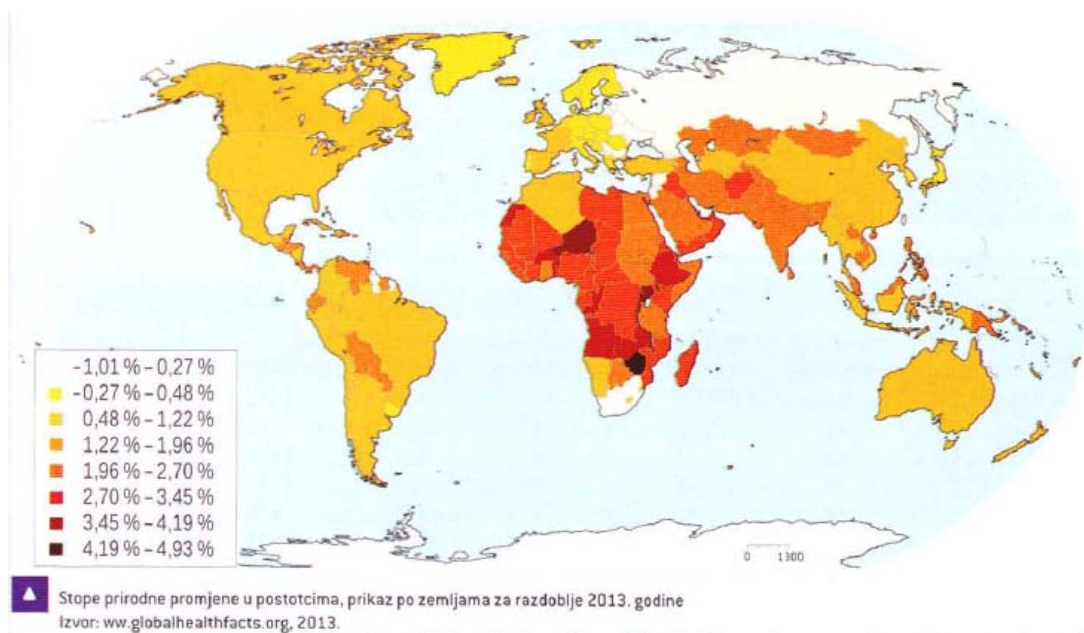 -1,01 % – 0,27 %
-0,27 % – 0,48 %
0,48 % – 1,22 %
1,22 % – 1,96 %
1,96 % – 2,70 %
2,70 % – 3,45 %
3,45 % – 4,19 %
4,19 % – 4,93 %
0 1300
Stope prirodne promjene u postotcima, prikaz po zemljama za razdoblje 2013. godine
Izvor: ww.globalhealthfacts.org, 2013.